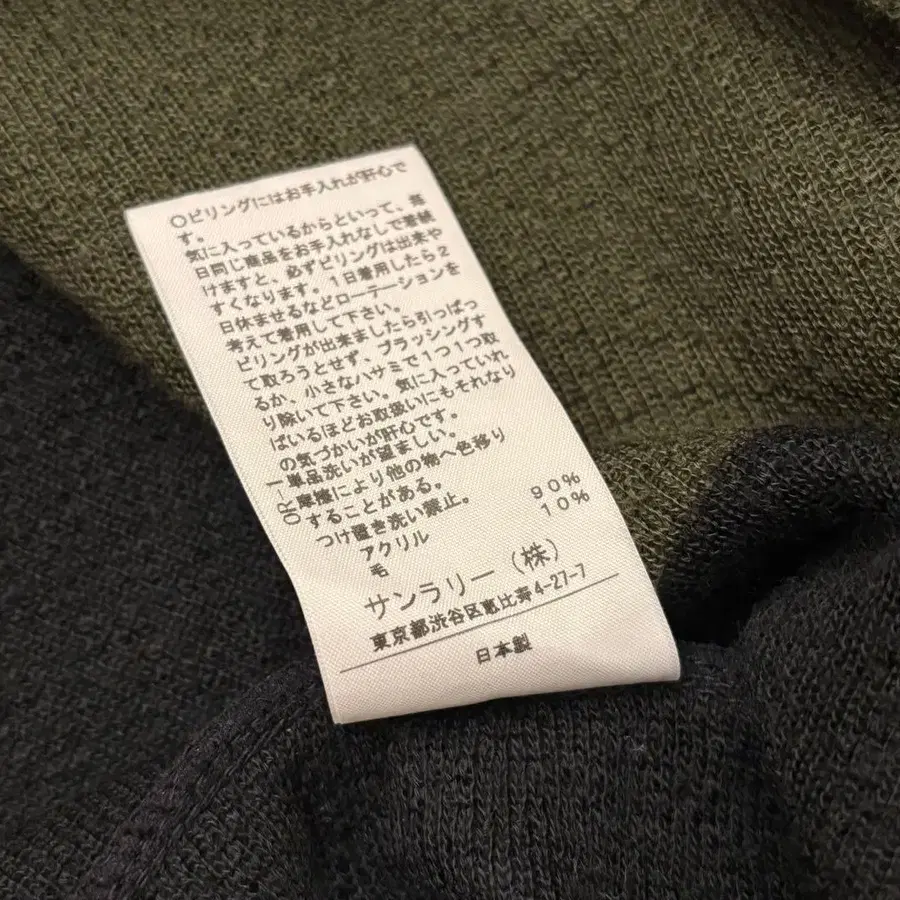 ○ピリングにはお手入れが肝心で
す。
気に入っているからといって、毎
日同じ商品をお手入れなしで着続
けますと、必ずピリングは出来や
すくなります。1日着用したら2
日休ませるなどローテーションを
考えて着用して下さい。
ピリングが出来ましたら引っぱっ
て取ろうとせず、ブラッシングす
るか、小さなハサミで1つ1つ取
り除いて下さい。気に入っていれ
ばいるほどお取扱いにもそれなり
の気づかいが肝心です。
単品洗いが望ましい。
摩擦により他の物へ色移り
することがある。
つけ置き洗い禁止。
アクリル 90%
毛 10%
サンラリー（株）
東京都渋谷区恵比寿4-27-7
日本製